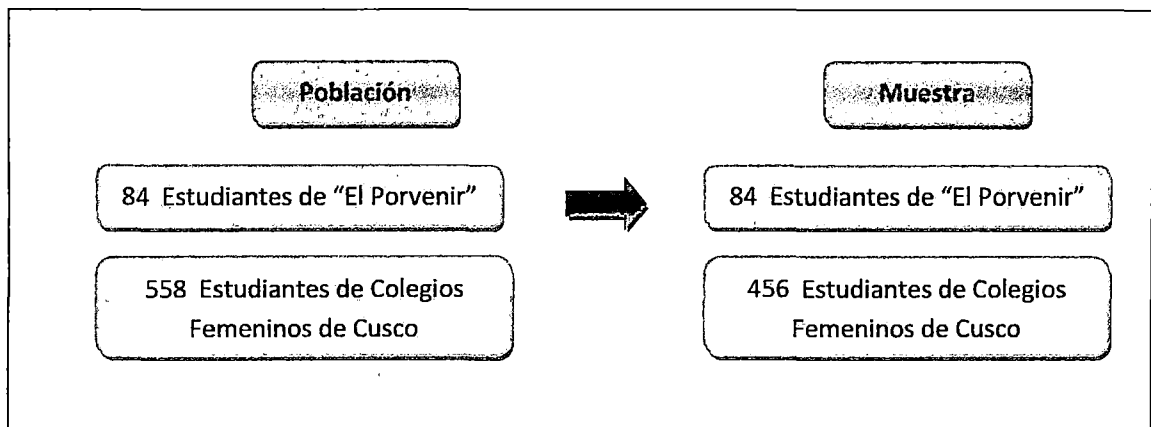 Población
84 Estudiantes de "El Porvenir"
558 Estudiantes de Colegios
Femeninos de Cusco
Muestra
84 Estudiantes de "El Porvenir"
456 Estudiantes de Colegios
Femeninos de Cusco